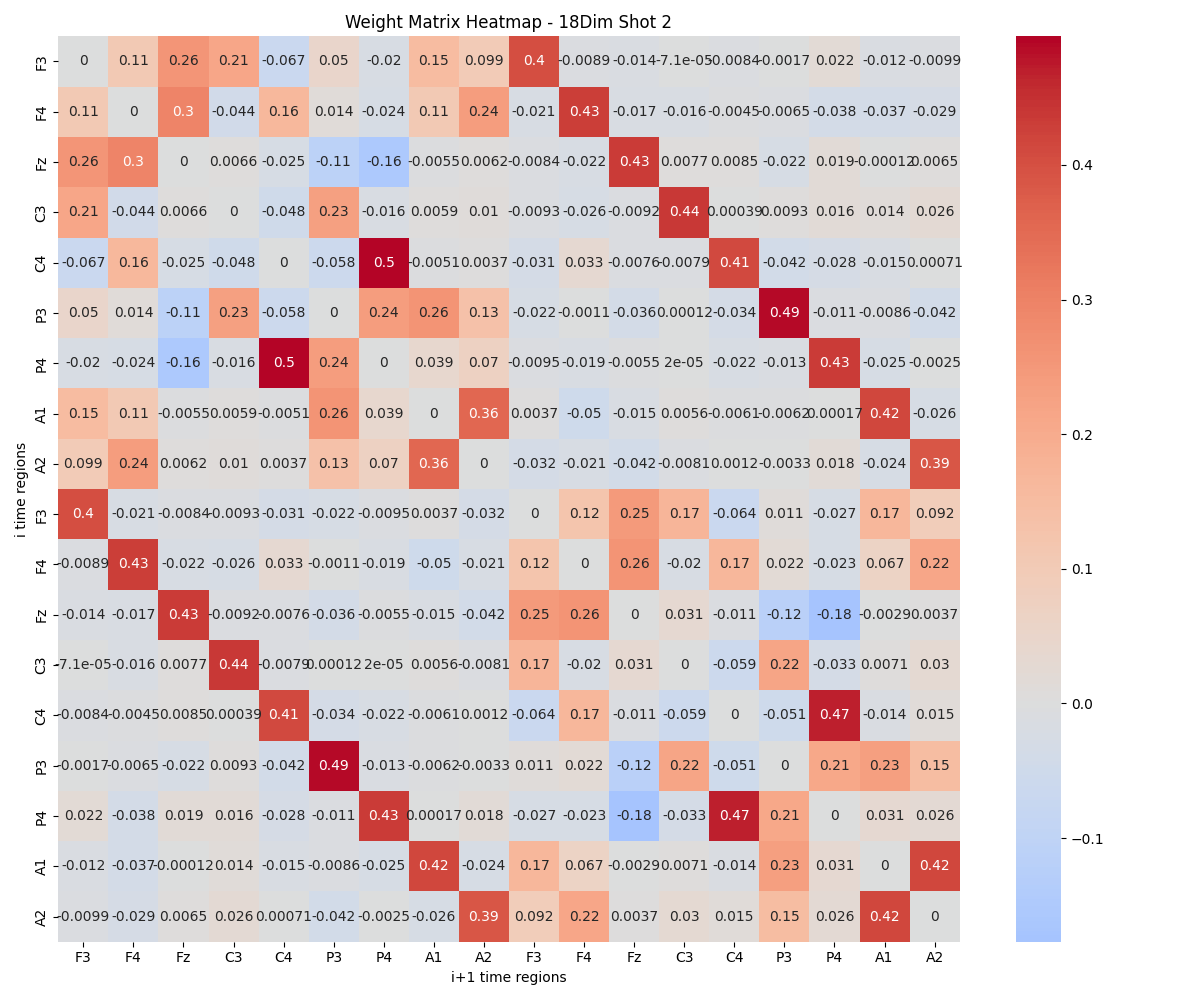 Weight Matrix Heatmap - 18Dim Shot 2
F3 0 0.11 0.26 0.21 -0.067 0.05 -0.02 0.15 0.099 0.4 -0.0089 -0.014 -7.1e-05 -0.0084 -0.0017 0.022 -0.012 -0.0099
F4 0.11 0 0.3 -0.044 0.16 0.014 -0.024 0.11 0.24 -0.021 0.43 -0.017 -0.016 -0.0045 -0.0065 -0.038 -0.037 -0.029
Fz 0.26 0.3 0 0.0066 -0.025 -0.11 -0.16 -0.0055 0.0062 -0.0084 -0.022 0.43 0.0077 0.0085 -0.022 0.019 -0.00012 0.0065
C3 0.21 -0.044 0.0066 0 -0.048 0.23 -0.016 0.0059 0.01 -0.0093 -0.026 -0.0092 0.44 0.00039 0.0093 0.016 0.014 0.026
C4 -0.067 0.16 -0.025 -0.048 0 -0.058 0.5 -0.0051 0.0037 -0.031 0.033 -0.0076 -0.0079 0.41 -0.042 -0.028 -0.015 0.00071
P3 0.05 0.014 -0.11 0.23 -0.058 0 0.24 0.26 0.13 -0.022 -0.0011 -0.036 0.00012 -0.034 0.49 -0.011 -0.0086 -0.042
P4 -0.02 -0.024 -0.16 -0.016 0.5 0.24 0 0.039 0.07 -0.0095 -0.019 -0.0055 2e-05 -0.022 -0.013 0.43 -0.025 -0.0025
A1 0.15 0.11 -0.0055 0.0059 -0.0051 0.26 0.039 0 0.36 0.0037 -0.05 -0.015 0.0056 -0.0061 -0.0062 0.00017 0.42 -0.026
A2 0.099 0.24 0.0062 0.01 0.0037 0.13 0.07 0.36 0 -0.032 -0.021 -0.042 -0.0081 0.0012 -0.0033 0.018 -0.024 0.39
F3 0.4 -0.021 -0.0084 -0.0093 -0.031 -0.022 -0.0095 0.0037 -0.032 0 0.12 0.25 0.17 -0.064 0.011 -0.027 0.17 0.092
F4 -0.0089 0.43 -0.022 -0.026 0.033 -0.0011 -0.019 -0.05 -0.021 0.12 0 0.26 -0.02 0.17 0.022 -0.023 0.067 0.22
Fz -0.014 -0.017 0.43 -0.0092 -0.0076 -0.036 -0.0055 -0.015 -0.042 0.25 0.26 0 0.031 -0.011 -0.12 -0.18 -0.0029 0.0037
C3 -7.1e-05 -0.016 0.0077 0.44 -0.0079 0.00012 2e-05 0.0056 -0.0081 0.17 -0.02 0.031 0 -0.059 0.22 -0.033 0.0071 0.03
C4 -0.0084 -0.0045 0.0085 0.00039 0.41 -0.034 -0.022 -0.0061 0.0012 -0.064 0.17 -0.011 -0.059 0 -0.051 0.47 -0.014 0.015
P3 -0.0017 -0.0065 -0.022 0.0093 -0.042 0.49 -0.013 -0.0062 -0.0033 0.011 0.022 -0.12 0.22 -0.051 0 0.21 0.23 0.15
P4 0.022 -0.038 0.019 0.016 -0.028 -0.011 0.43 0.00017 0.018 -0.027 -0.023 -0.18 -0.033 0.47 0.21 0 0.031 0.026
A1 -0.012 -0.037 -0.00012 0.014 -0.015 -0.0086 -0.025 0.42 -0.024 0.17 0.067 -0.0029 0.0071 -0.014 0.23 0.031 0 0.42
A2 -0.0099 -0.029 0.0065 0.026 0.00071 -0.042 -0.0025 -0.026 0.39 0.092 0.22 0.0037 0.03 0.015 0.15 0.026 0.42 0
F3 F4 Fz C3 C4 P3 P4 A1 A2 F3 F4 Fz C3 C4 P3 P4 A1 A2
i+1 time regions
i time regions
0.4
0.3
0.2
0.1
0.0
−0.1